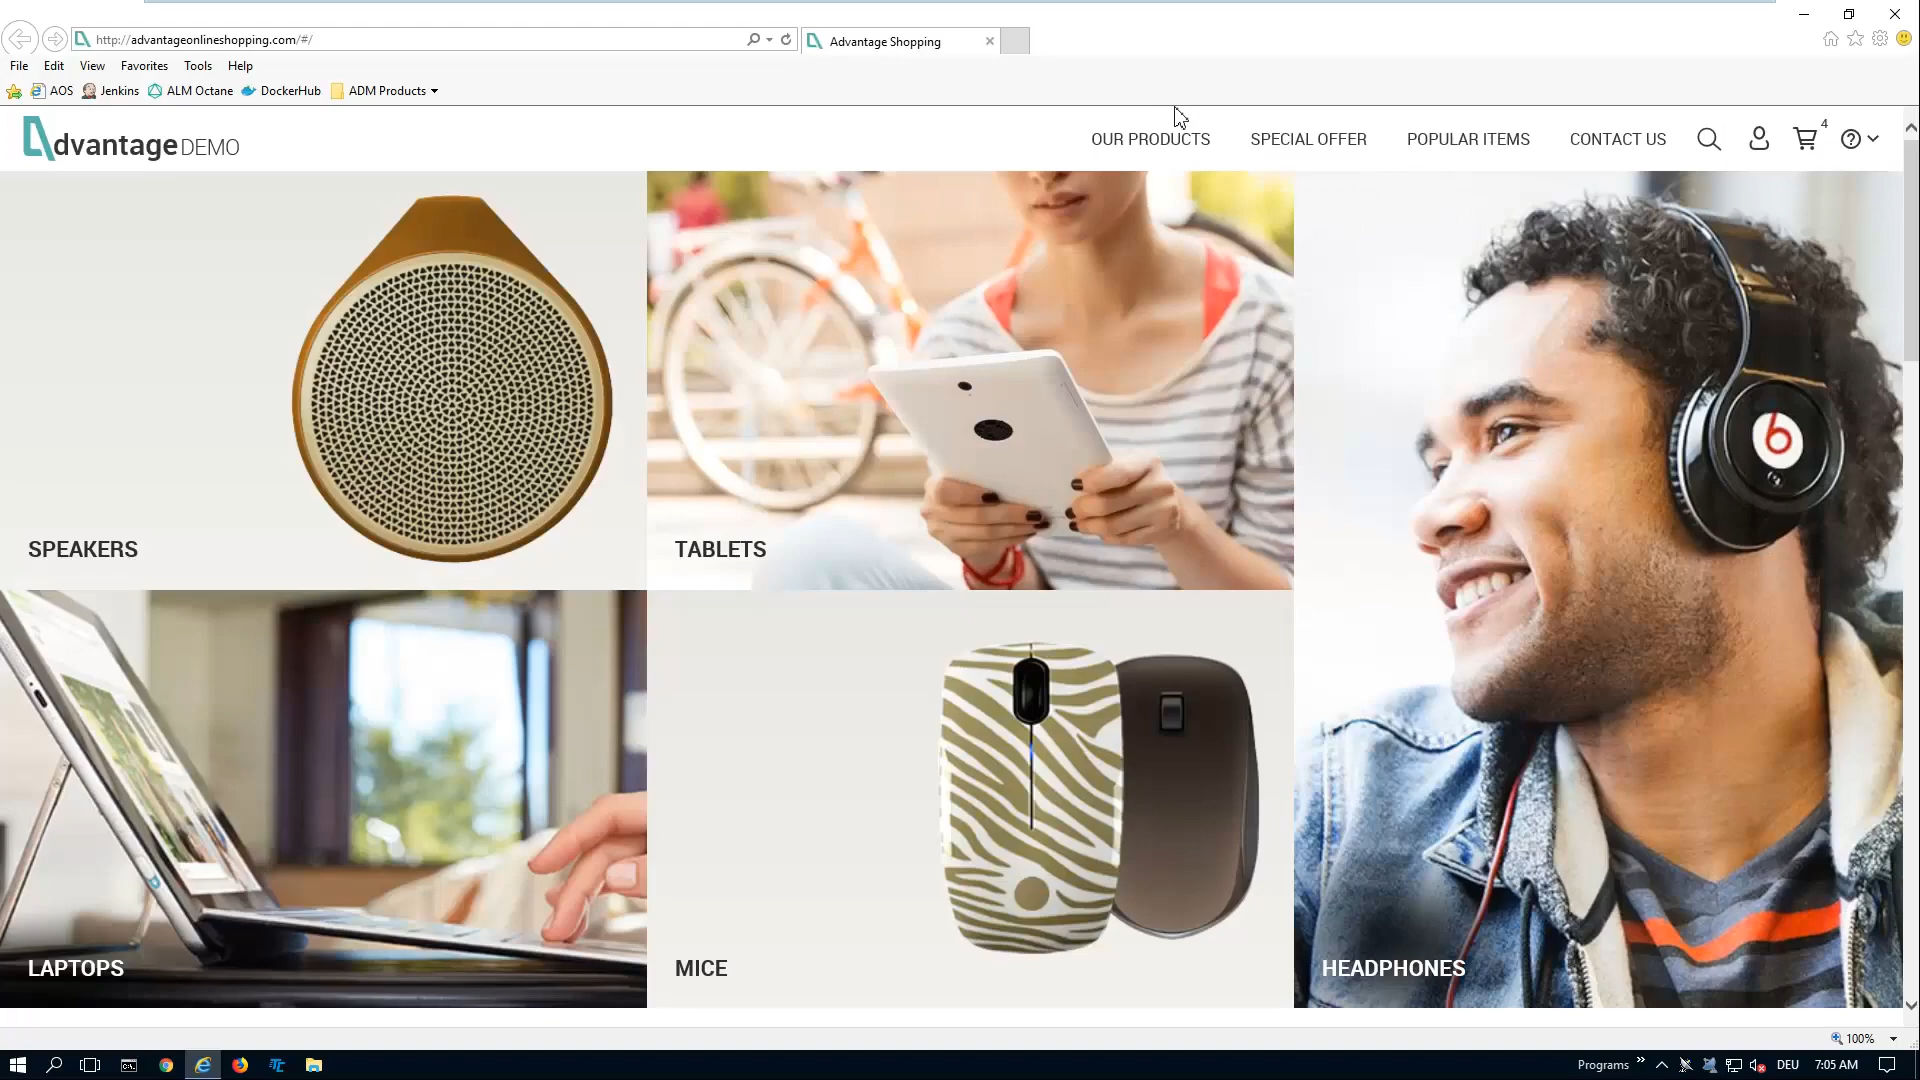 http://advantageonlineshopping.com/#/
Advantage Shopping
File Edit View Favorites Tools Help
AOS Jenkins ALM Octane DockerHub ADM Products
Advantage DEMO
OUR PRODUCTS SPECIAL OFFER POPULAR ITEMS CONTACT US 4
SPEAKERS
TABLETS
LAPTOPS
MICE
HEADPHONES
100%
Programs DEU 7:05 AM